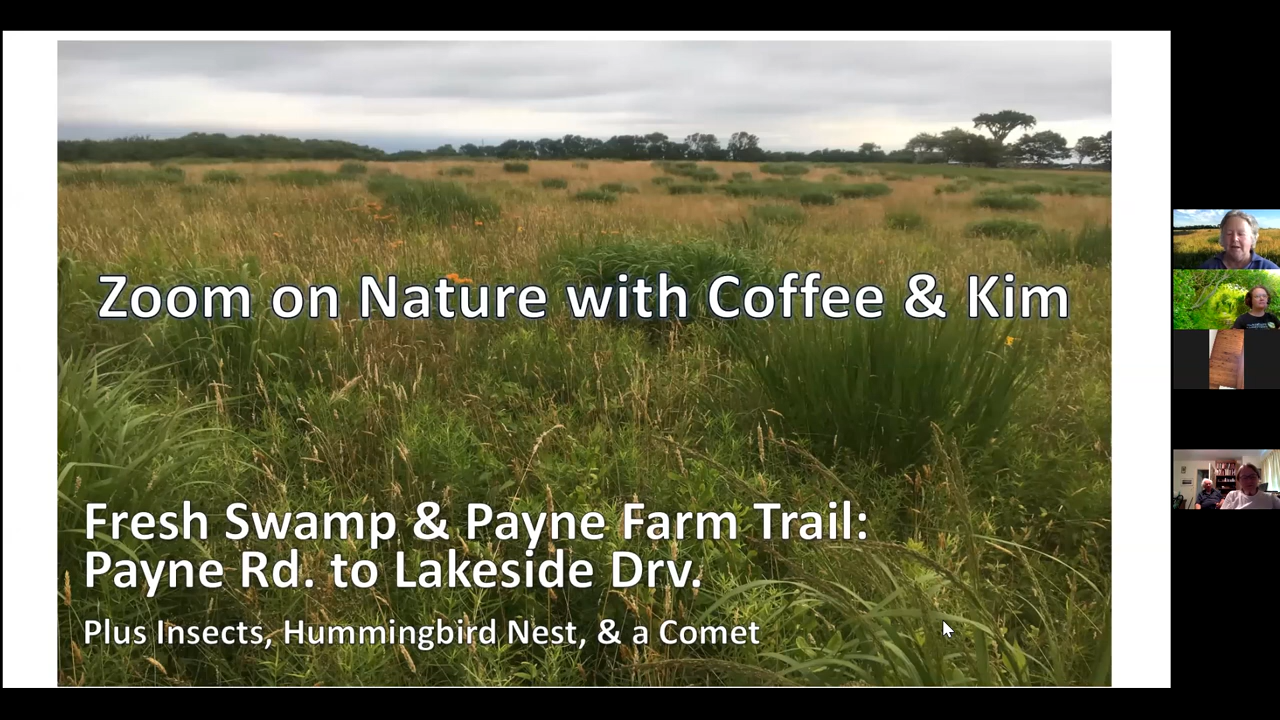 Zoom on Nature with Coffee & Kim
Fresh Swamp & Payne Farm Trail:
Payne Rd. to Lakeside Drv.
Plus Insects, Hummingbird Nest, & a Comet